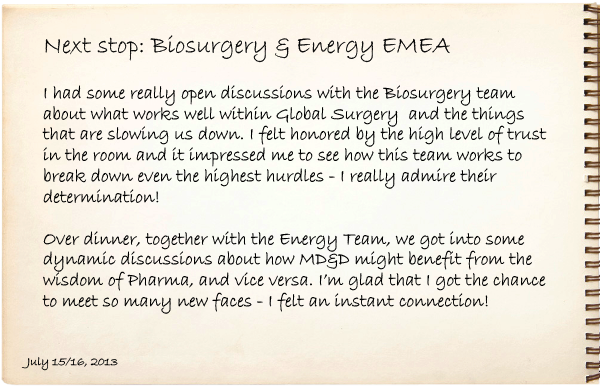 Next stop: Biosurgery & Energy EMEA
I had some really open discussions with the Biosurgery team
about what works well within Global Surgery and the things
that are slowing us down. I felt honored by the high level of trust
in the room and it impressed me to see how this team works to
break down even the highest hurdles - I really admire their
determination!
Over dinner, together with the Energy Team, we got into some
dynamic discussions about how MD&D might benefit from the
wisdom of Pharma, and vice versa. I'm glad that I got the chance
to meet so many new faces - I felt an instant connection!
July 15/16, 2013